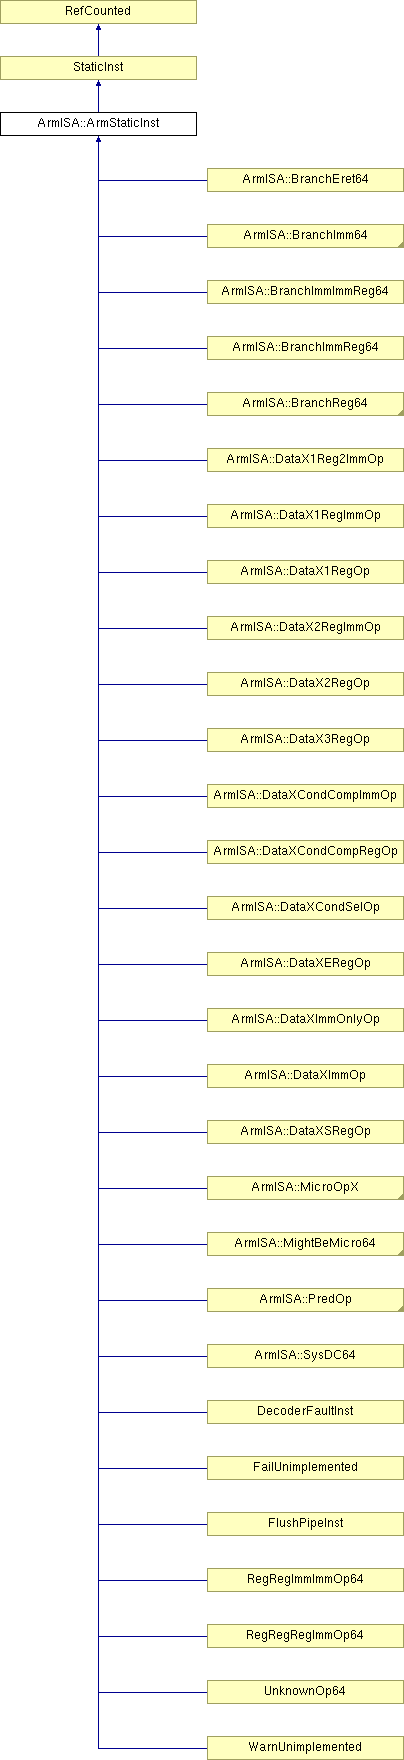 RefCounted
StaticInst
ArmISA::ArmStaticInst
ArmISA::BranchEret64
ArmISA::BranchImm64
ArmISA::BranchImmImmReg64
ArmISA::BranchImmReg64
ArmISA::BranchReg64
ArmISA::DataX1Reg2ImmOp
ArmISA::DataX1RegImmOp
ArmISA::DataX1RegOp
ArmISA::DataX2RegImmOp
ArmISA::DataX2RegOp
ArmISA::DataX3RegOp
ArmISA::DataXCondCompImmOp
ArmISA::DataXCondCompRegOp
ArmISA::DataXCondSelOp
ArmISA::DataXERegOp
ArmISA::DataXImmOnlyOp
ArmISA::DataXImmOp
ArmISA::DataXSRegOp
ArmISA::MicroOpX
ArmISA::MightBeMicro64
ArmISA::PredOp
ArmISA::SysDC64
DecoderFaultInst
FailUnimplemented
FlushPipeInst
RegRegImmImmOp64
RegRegRegImmOp64
UnknownOp64
WarnUnimplemented